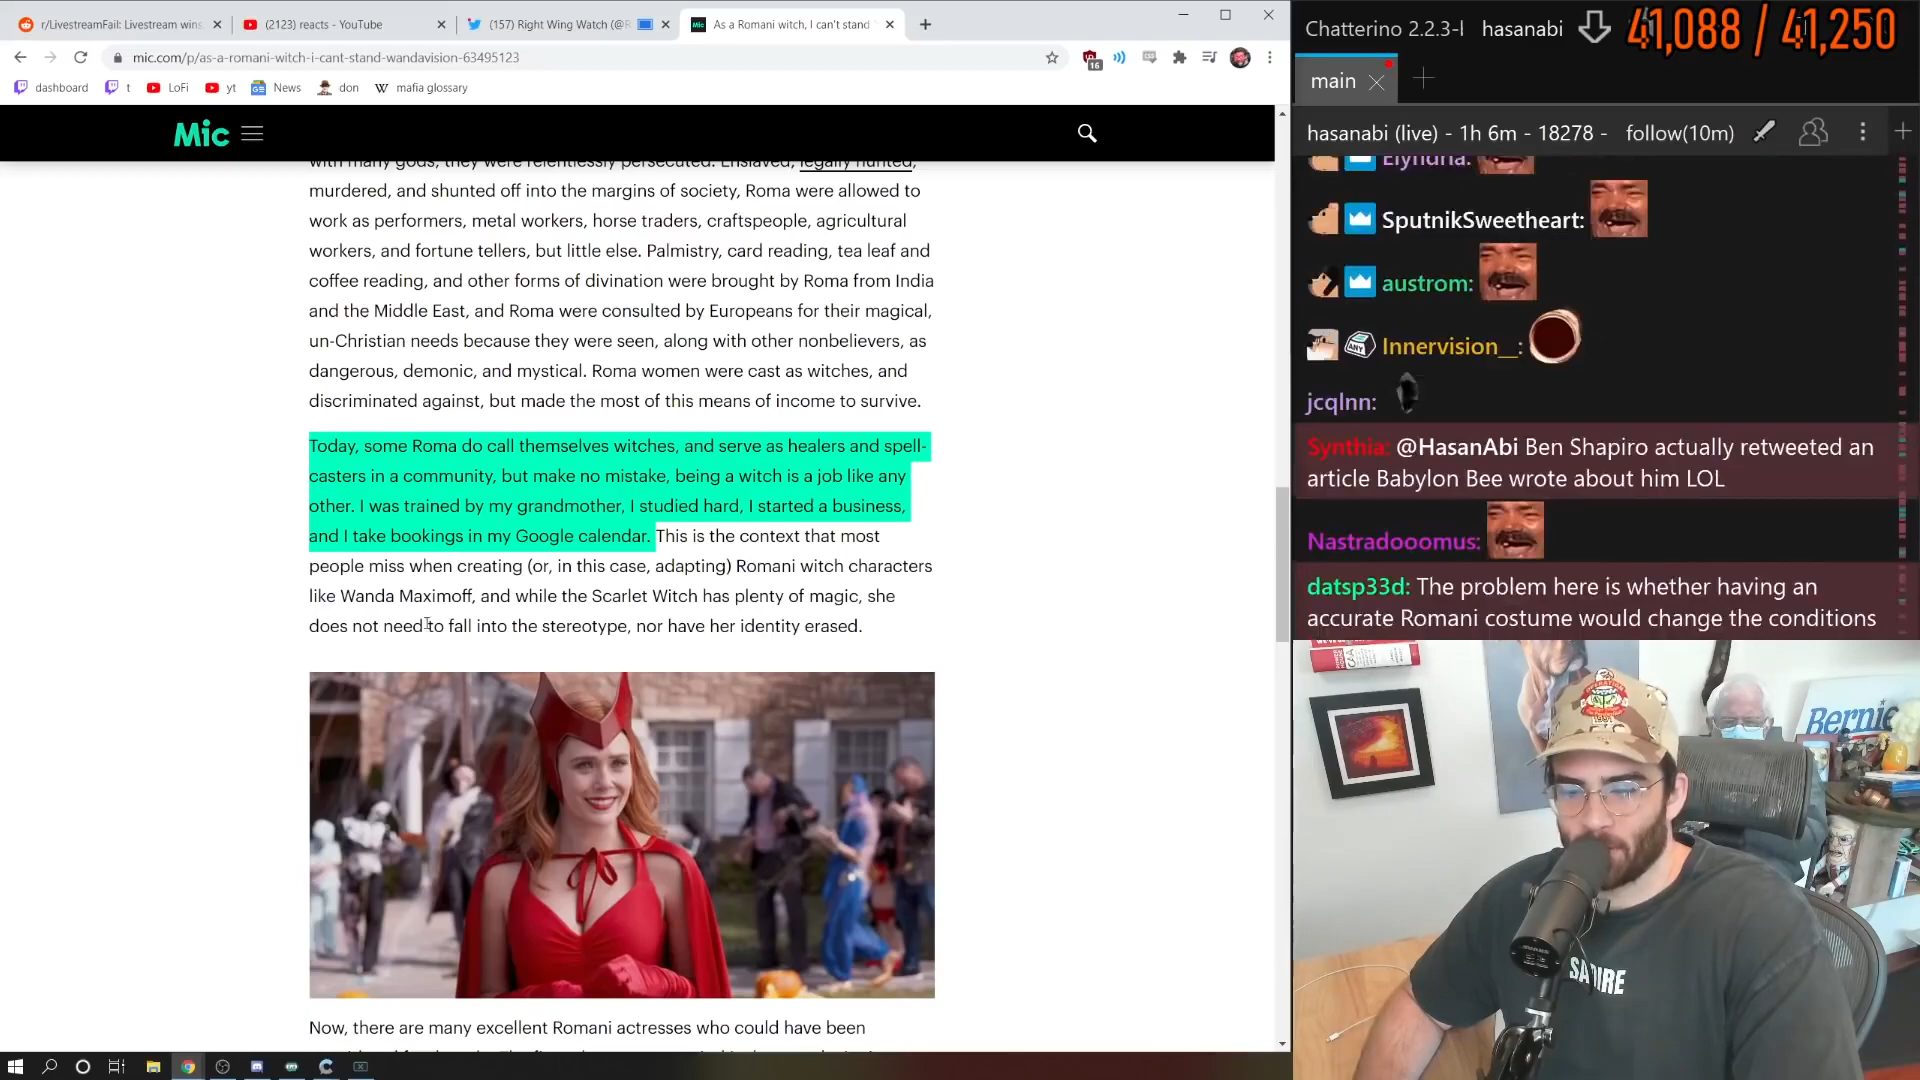 r/LivestreamFail: Livestream wins
(2123) reacts - YouTube
(157) Right Wing Watch (@R
As a Romani witch, I can't stand
mic.com/p/as-a-romani-witch-i-cant-stand-wandavision-63495123
16
dashboard
t
LoFi
yt
News
don
mafia glossary
Mic
with many gods, they were relentlessly persecuted. Enslaved, legally hunted,
murdered, and shunted off into the margins of society, Roma were allowed to
work as performers, metal workers, horse traders, craftspeople, agricultural
workers, and fortune tellers, but little else. Palmistry, card reading, tea leaf and
coffee reading, and other forms of divination were brought by Roma from India
and the Middle East, and Roma were consulted by Europeans for their magical,
un-Christian needs because they were seen, along with other nonbelievers, as
dangerous, demonic, and mystical. Roma women were cast as witches, and
discriminated against, but made the most of this means of income to survive.
Today, some Roma do call themselves witches, and serve as healers and spell-
casters in a community, but make no mistake, being a witch is a job like any
other. I was trained by my grandmother, I studied hard, I started a business,
and I take bookings in my Google calendar. This is the context that most
people miss when creating (or, in this case, adapting) Romani witch characters
like Wanda Maximoff, and while the Scarlet Witch has plenty of magic, she
does not need to fall into the stereotype, nor have her identity erased.
Now, there are many excellent Romani actresses who could have been
Chatterino 2.2.3-l
hasanabi
41,088 / 41,250
main
hasanabi (live) - 1h 6m - 18278 - follow(10m)
Elyndria:
SputnikSweetheart:
austrom:
Innervision__:
jcqlnn:
Synthia: @HasanAbi Ben Shapiro actually retweeted an
article Babylon Bee wrote about him LOL
Nastradooomus:
datsp33d: The problem here is whether having an
accurate Romani costume would change the conditions
Bernie